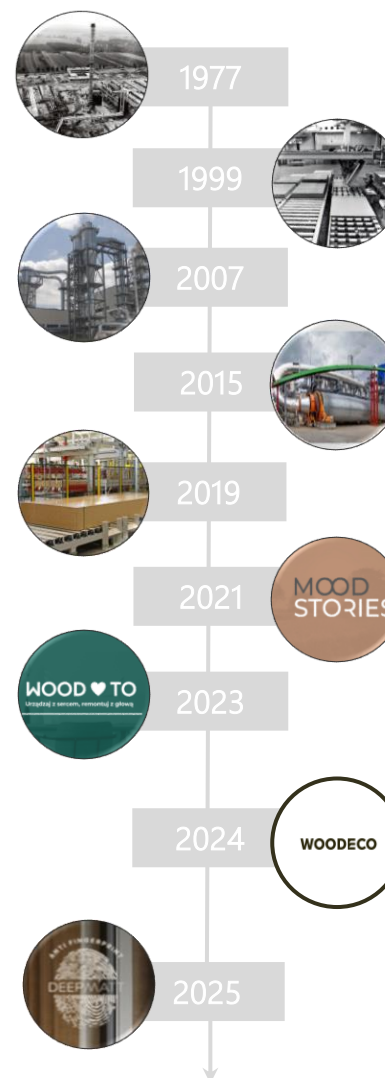 1977
1999
2007
2015
2019
2021
MOOD
STORIES
WOOD ♥ TO
Urządzaj z sercem, remontuj z głową
2023
2024
WOODECO
ANTI FINGERPRINT
DEEPMATT
2025